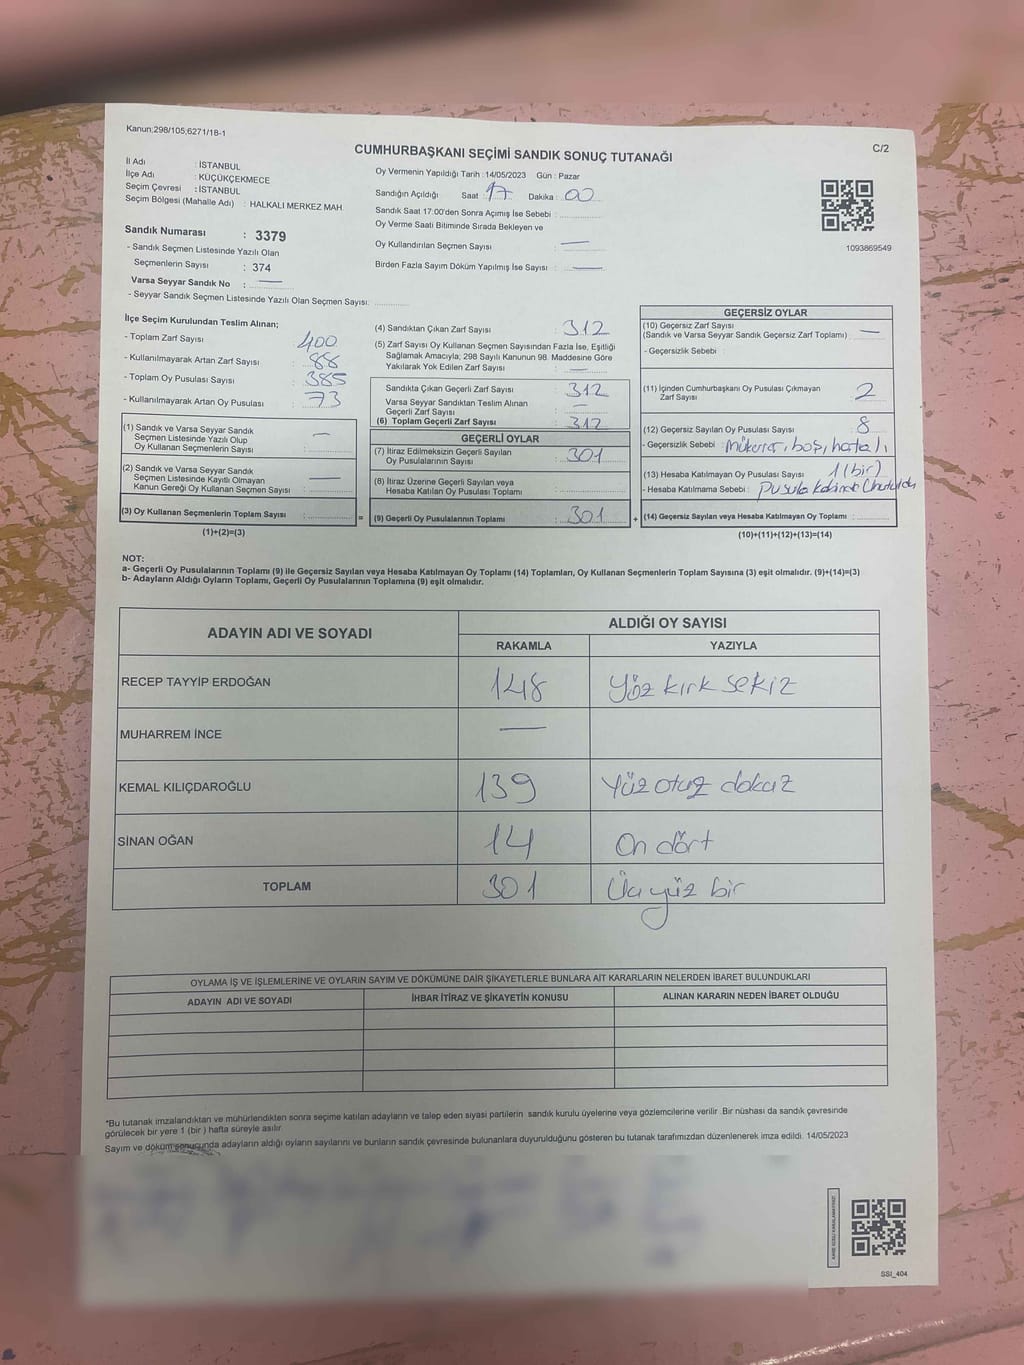 Kanun;298/105;6271/18-1
C/2
CUMHURBAŞKANI SEÇİMİ SANDIK SONUÇ TUTANAĞI
İl Adı : İSTANBUL
İlçe Adı : KÜÇÜKÇEKMECE
Seçim Çevresi : İSTANBUL
Seçim Bölgesi (Mahalle Adı) : HALKALI MERKEZ MAH.
Sandık Numarası : 3379
- Sandık Seçmen Listesinde Yazılı Olan
Seçmenlerin Sayısı : 374
Varsa Seyyar Sandık No : —
- Seyyar Sandık Seçmen Listesinde Yazılı Olan Seçmen Sayısı:
Oy Vermenin Yapıldığı Tarih : 14/05/2023 Gün : Pazar
Sandığın Açıldığı Saat : 17 Dakika : 00
Sandık Saat 17:00'den Sonra Açımış İse Sebebi :
Oy Verme Saati Bitiminde Sırada Bekleyen ve
Oy Kullandırılan Seçmen Sayısı —
Birden Fazla Sayım Döküm Yapılmış İse Sayısı : —
1093869549
İlçe Seçim Kurulundan Teslim Alınan;
- Toplam Zarf Sayısı : 400
- Kullanılmayarak Artan Zarf Sayısı : 88
- Toplam Oy Pusulası Sayısı : 385
- Kullanılmayarak Artan Oy Pusulası : 73
(1) Sandık ve Varsa Seyyar Sandık
Seçmen Listesinde Yazılı Olup
Oy Kullanan Seçmenlerin Sayısı : —
(2) Sandık ve Varsa Seyyar Sandık
Seçmen Listesinde Kayılı Olmayan
Kanun Gereği Oy Kullanan Seçmen Sayısı : —
(3) Oy Kullanan Seçmenlerin Toplam Sayısı : =
(1)+(2)=(3)
(4) Sandıktan Çıkan Zarf Sayısı : 312
(5) Zarf Sayısı Oy Kullanan Seçmen Sayısından Fazla İse, Eşitliği
Sağlamak Amacıyla; 298 Sayılı Kanunun 98. Maddesine Göre
Yakılarak Yok Edilen Zarf Sayısı : —
Sandıkta Çıkan Geçerli Zarf Sayısı : 312
Varsa Seyyar Sandıktan Teslim Alınan
Geçerli Zarf Sayısı : —
(6) Toplam Geçerli Zarf Sayısı : 312
GEÇERLİ OYLAR
(7) İtiraz Edilmeksizin Geçerli Sayılan
Oy Pusulalarının Sayısı : 301
(8) İtiraz Üzerine Geçerli Sayılan veya
Hesaba Katılan Oy Pusulası Toplamı :
(9) Geçerli Oy Pusulalarının Toplamı : 301 +
GEÇERSİZ OYLAR
(10) Geçersiz Zarf Sayısı
(Sandık ve Varsa Seyyar Sandık Geçersiz Zarf Toplamı) : —
- Geçersizlik Sebebi :
(11) İçinden Cumhurbaşkanı Oy Pusulası Çıkmayan
Zarf Sayısı : 2
(12) Geçersiz Sayılan Oy Pusulası Sayısı : 8
- Geçersizlik Sebebi : mükerrer, boş, hatalı
(13) Hesaba Katılmayan Oy Pusulası Sayısı : 1 (bir)
- Hesaba Katılmama Sebebi : Pusula
(14) Geçersiz Sayılan veya Hesaba Katılmayan Oy Toplamı :
(10)+(11)+(12)+(13)=(14)
NOT:
a- Geçerli Oy Pusulalarının Toplamı (9) ile Geçersiz Sayılan veya Hesaba Katılmayan Oy Toplamı (14) Toplamları, Oy Kullanan Seçmenlerin Toplam Sayısına (3) eşit olmalıdır. (9)+(14)=(3)
b- Adayların Aldığı Oyların Toplamı, Geçerli Oy Pusulalarının Toplamına (9) eşit olmalıdır.
ADAYIN ADI VE SOYADI
ALDIĞI OY SAYISI
RAKAMLA YAZIYLA
RECEP TAYYİP ERDOĞAN 148 Yüz kırk sekiz
MUHARREM İNCE —
KEMAL KILIÇDAROĞLU 139 Yüz otuz dokuz
SİNAN OĞAN 14 On dört
TOPLAM 301 Üç yüz bir
OYLAMA İŞ VE İŞLEMLERİNE VE OYLARIN SAYIM VE DÖKÜMÜNE DAİR ŞİKAYETLERLE BUNLARA AİT KARARLARIN NELERDEN İBARET BULUNDUKLARI
ADAYIN ADI VE SOYADI İHBAR İTİRAZ VE ŞİKAYETİN KONUSU ALINAN KARARIN NEDEN İBARET OLDUĞU
*Bu tutanak imzalandıktan ve mühürlendikten sonra seçime katılan adayların ve talep eden siyasi partilerin sandık kurulu üyelerine veya gözlemcilerine verilir. Bir nüshası da sandık çevresinde
görülecek bir yere 1 (bir ) hafta süreyle asılır.
Sayım ve döküm sonucunda adayların aldığı oyların sayılarını ve bunların sandık çevresinde bulunanlara duyurulduğunu gösteren bu tutanak tarafımızdan düzenlenerek imza edildi. 14/05/2023
SSI_404